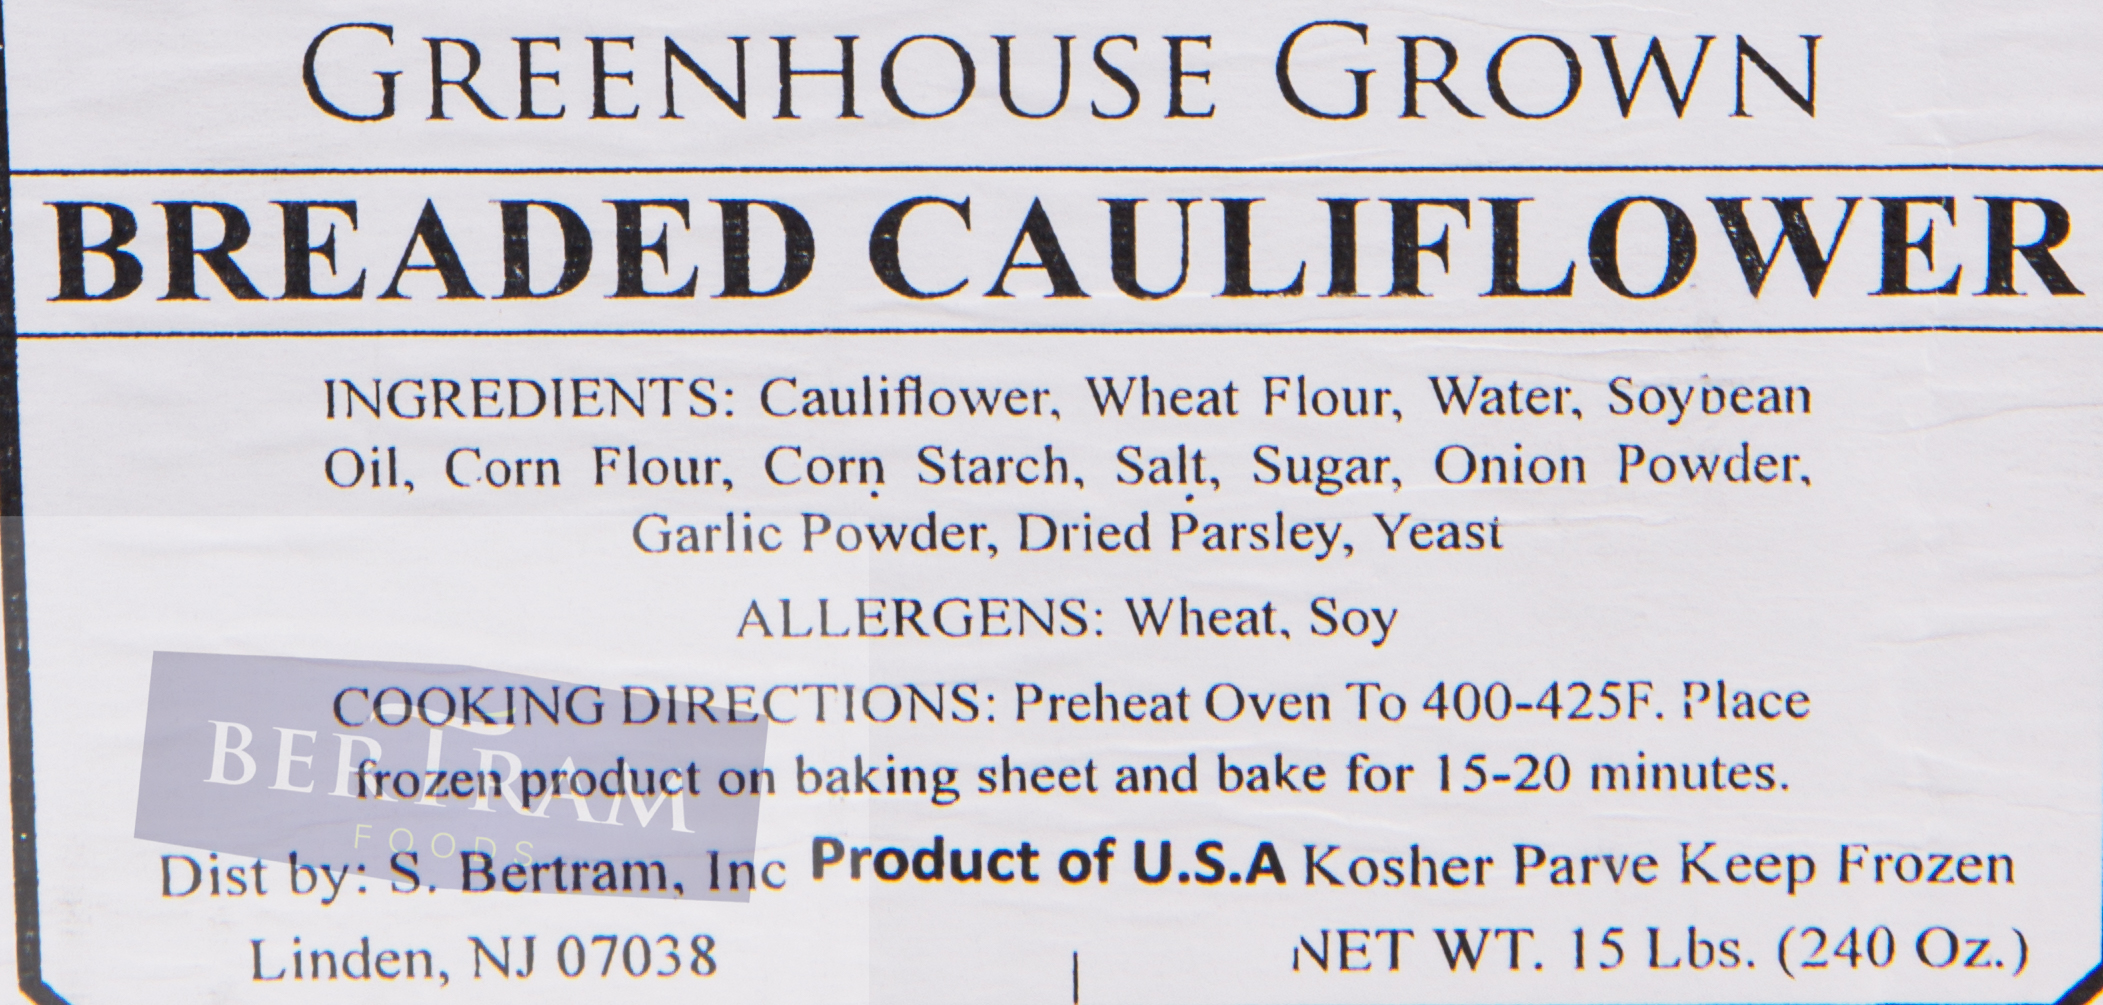 GREENHOUSE GROWN
BREADED CAULIFLOWER
INGREDIENTS: Cauliflower, Wheat Flour, Water, Soybean
Oil, Corn Flour, Corn Starch, Salt, Sugar, Onion Powder,
Garlic Powder, Dried Parsley, Yeast
ALLERGENS: Wheat, Soy
COOKING DIRECTIONS: Preheat Oven To 400-425F. Place
frozen product on baking sheet and bake for 15-20 minutes.
BERTRAM
FOODS
Dist by: S. Bertram, Inc Product of U.S.A Kosher Parve Keep Frozen
Linden, NJ 07038 NET WT. 15 Lbs. (240 Oz.)